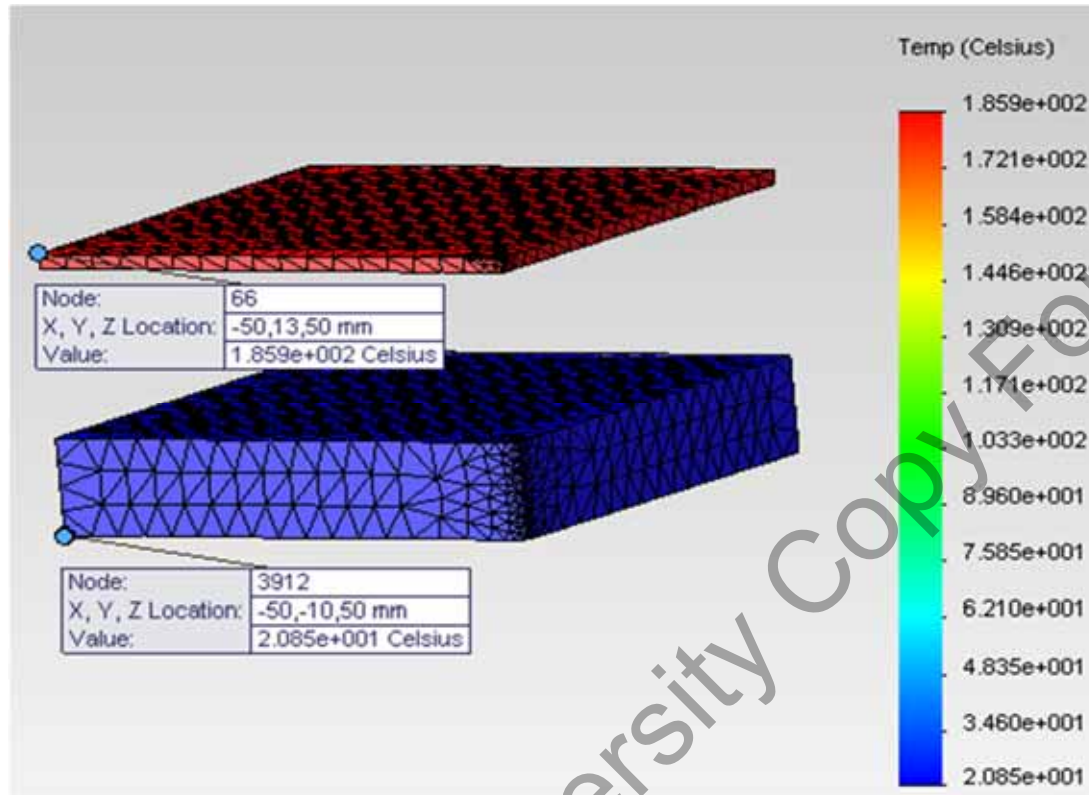 Temp (Celsius)
1.859e+002
1.721e+002
1.584e+002
1.446e+002
1.309e+002
1.171e+002
1.033e+002
8.960e+001
7.585e+001
6.210e+001
4.835e+001
3.460e+001
2.085e+001
Node: 66
X, Y, Z Location: -50,13,50 mm
Value: 1.859e+002 Celsius
Node: 3912
X, Y, Z Location: -50,-10,50 mm
Value: 2.085e+001 Celsius
ersity Copy Fo